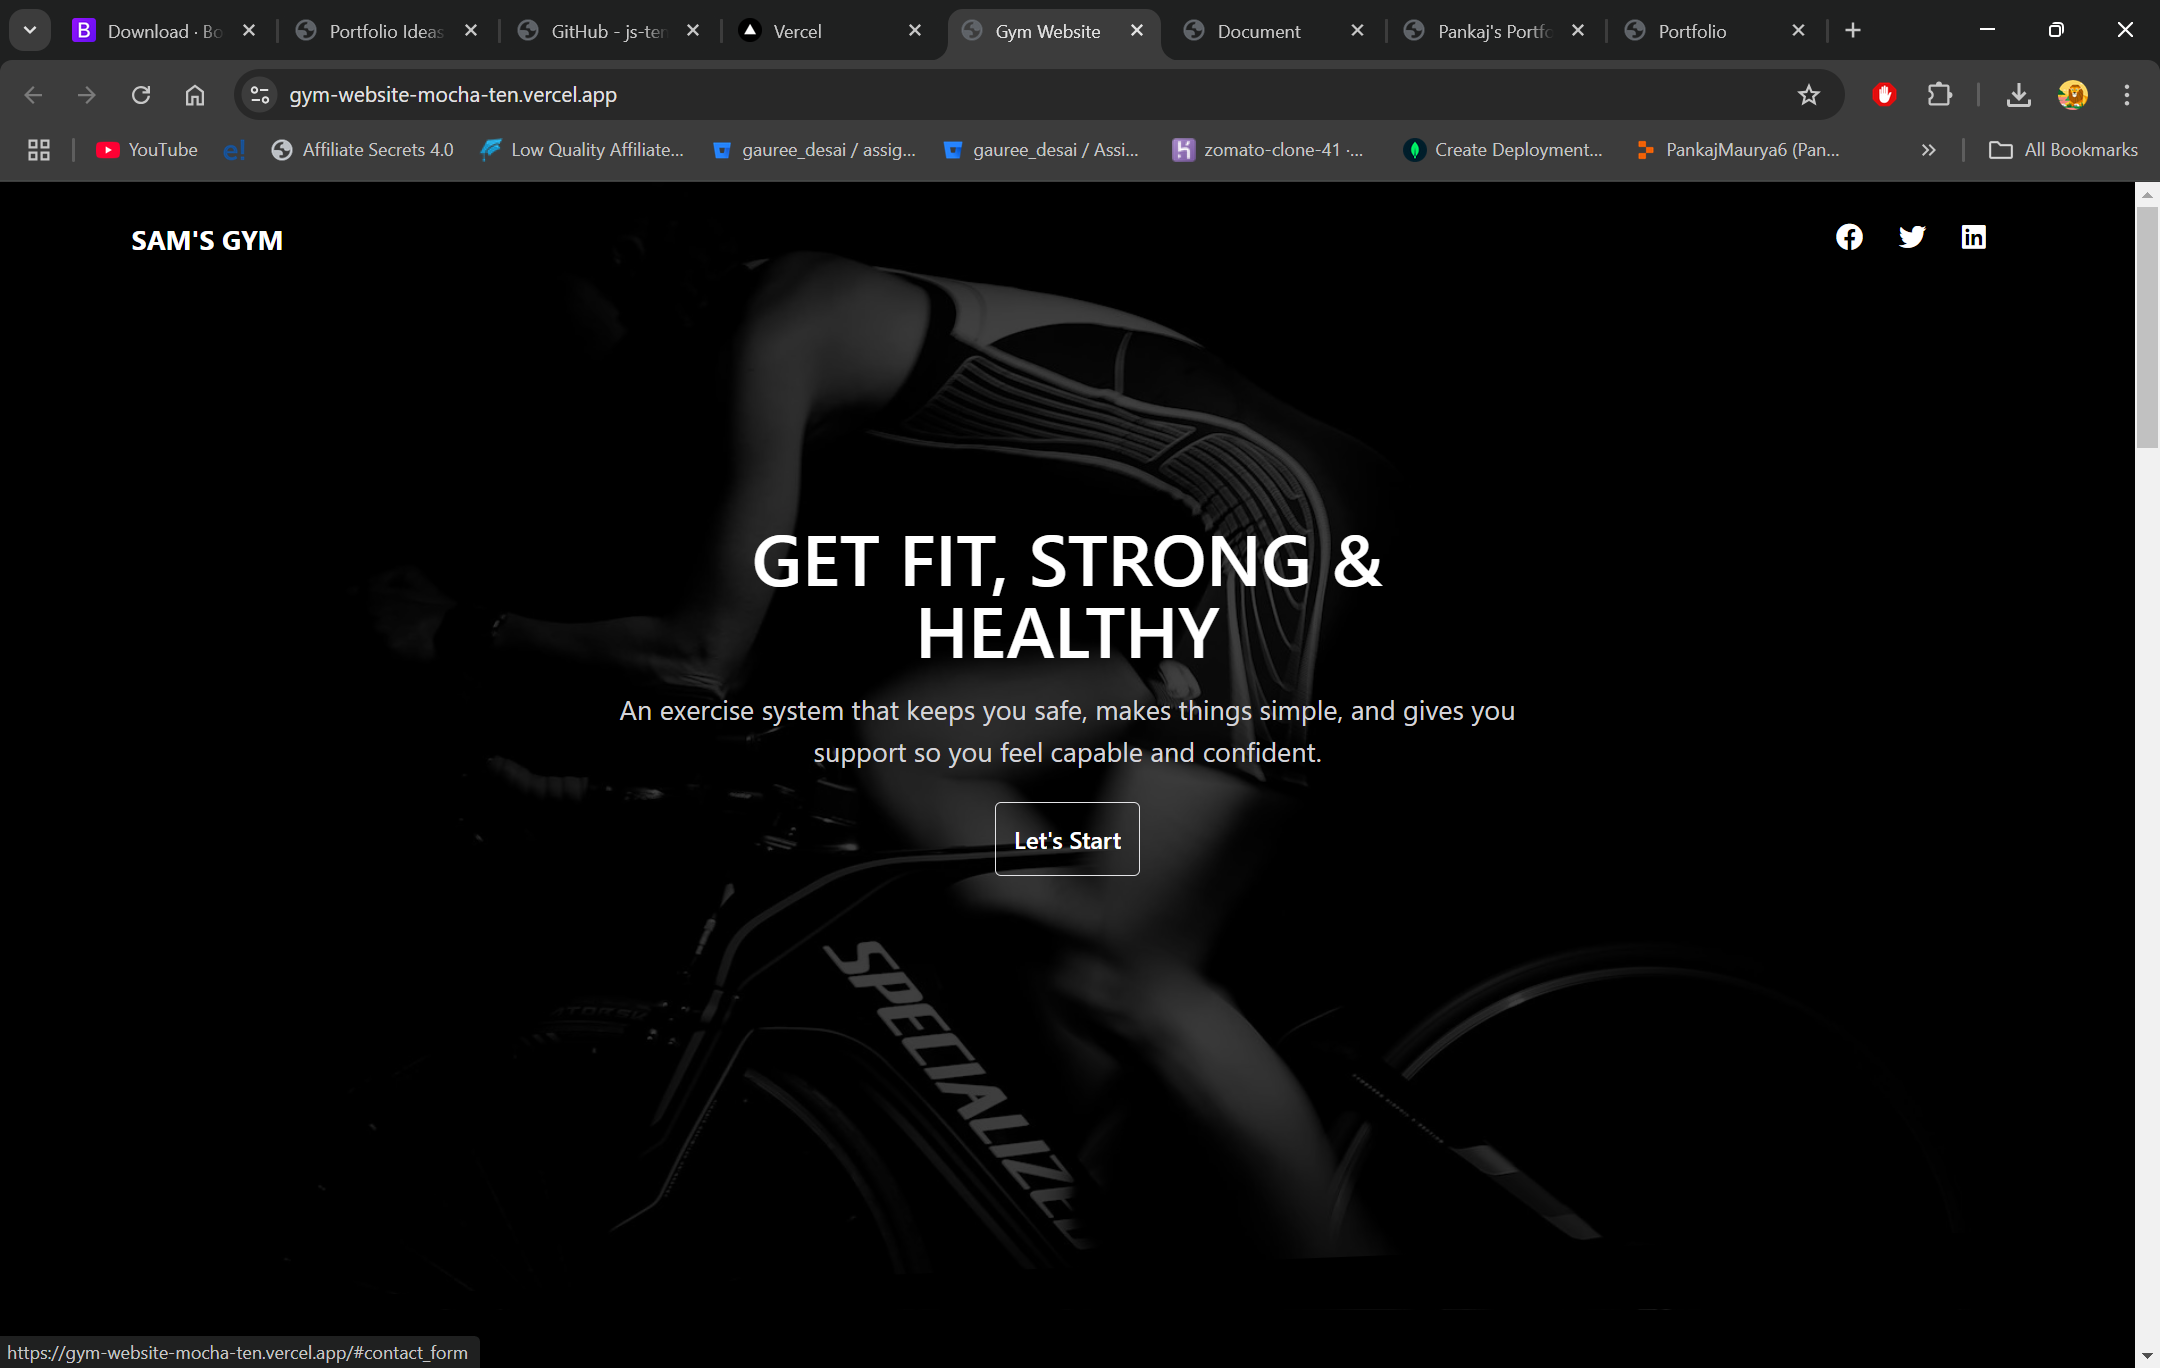 Download · Bo
Portfolio Ideas
GitHub - js-ten
Vercel
Gym Website
Document
Pankaj's Portfo
Portfolio
gym-website-mocha-ten.vercel.app
YouTube
e!
Affiliate Secrets 4.0
Low Quality Affiliate...
gauree_desai / assig...
gauree_desai / Assi...
zomato-clone-41 ·...
Create Deployment...
PankajMaurya6 (Pan...
All Bookmarks
SAM'S GYM
GET FIT, STRONG &
HEALTHY
An exercise system that keeps you safe, makes things simple, and gives you
support so you feel capable and confident.
Let's Start
SPECIALIZED
https://gym-website-mocha-ten.vercel.app/#contact_form